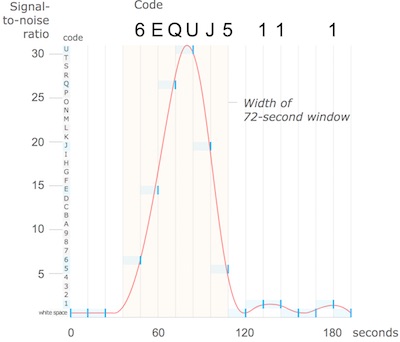 Signal-
to-noise
ratio
Code
6 E Q U J 5 1 1 1
code
30
25
20
15
10
5
U
T
S
R
Q
P
O
N
M
L
K
J
I
H
G
F
E
D
C
B
A
9
8
7
6
5
4
3
2
1
white space
Width of
72-second window
0 60 120 180 seconds